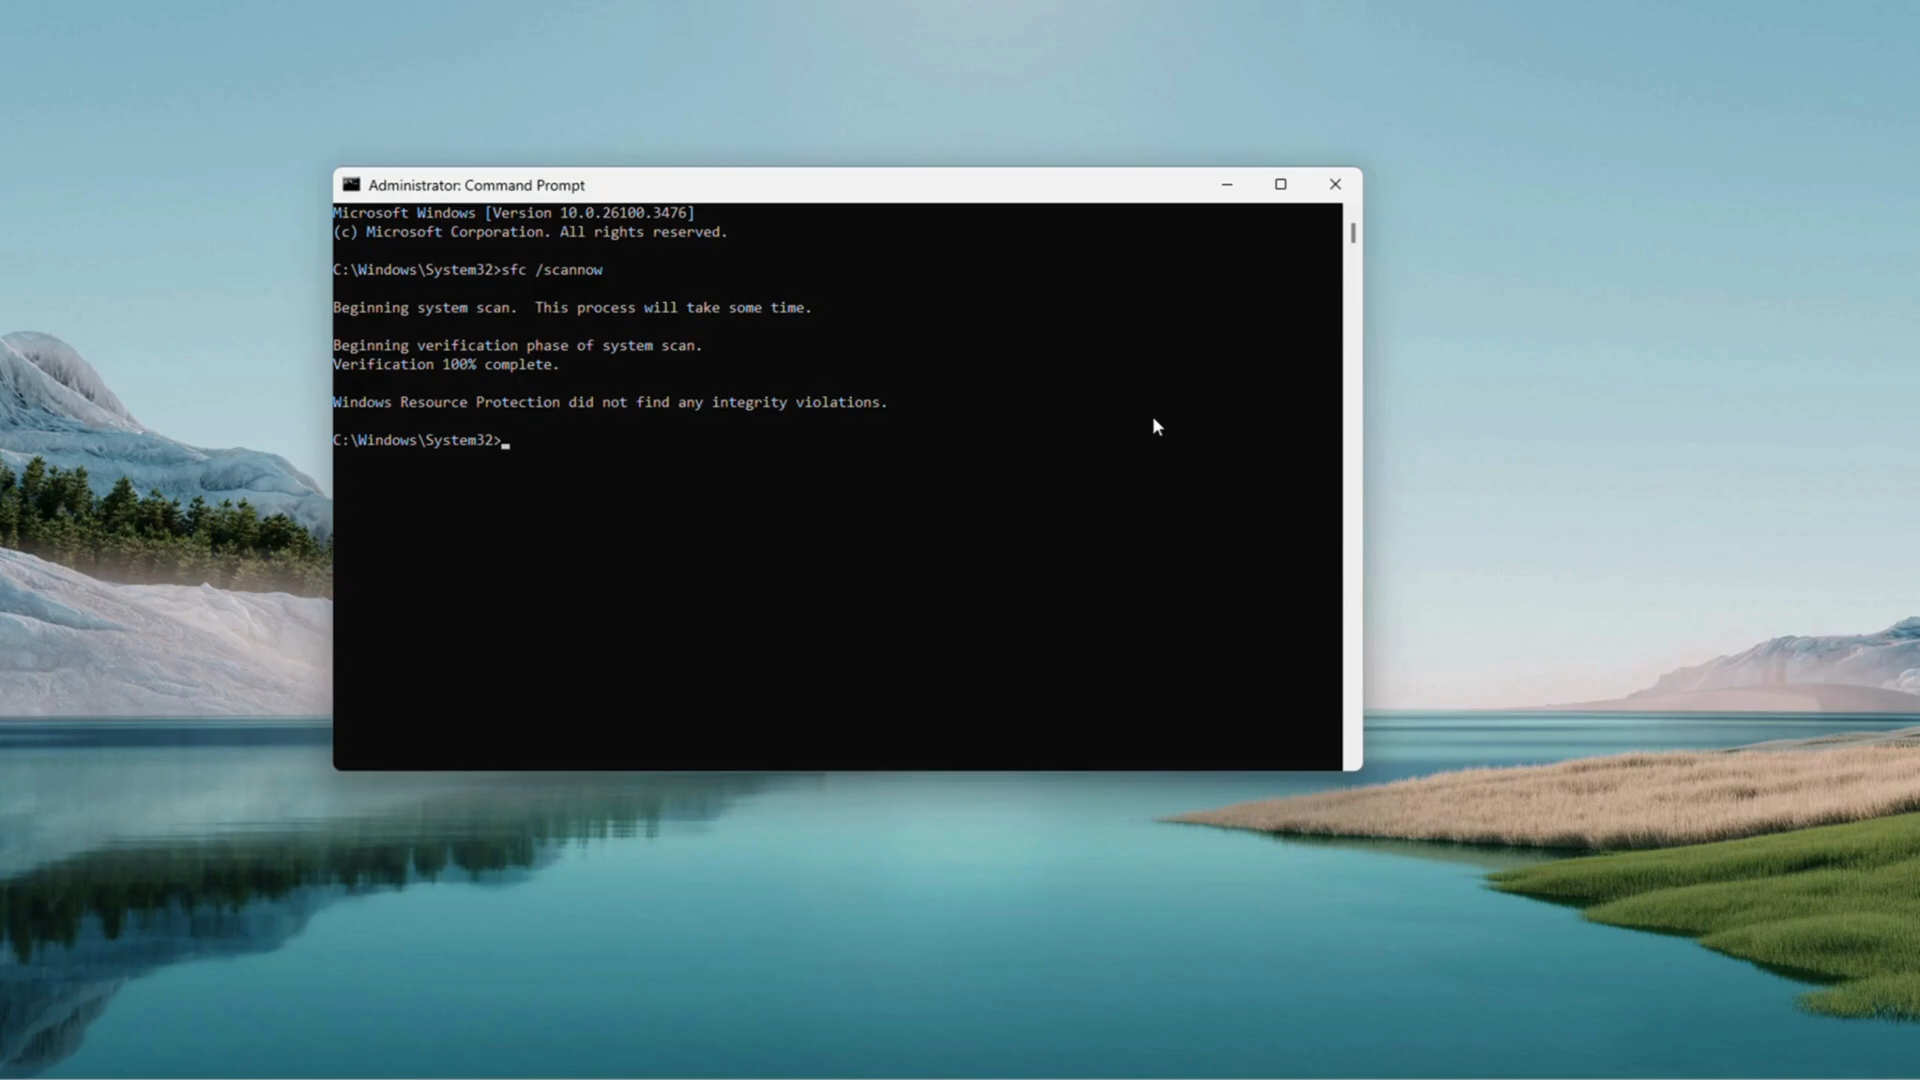 Administrator: Command Prompt
Microsoft Windows [Version 10.0.26100.3476]
(c) Microsoft Corporation. All rights reserved.
C:\Windows\System32>sfc /scannow
Beginning system scan.  This process will take some time.
Beginning verification phase of system scan.
Verification 100% complete.
Windows Resource Protection did not find any integrity violations.
C:\Windows\System32>